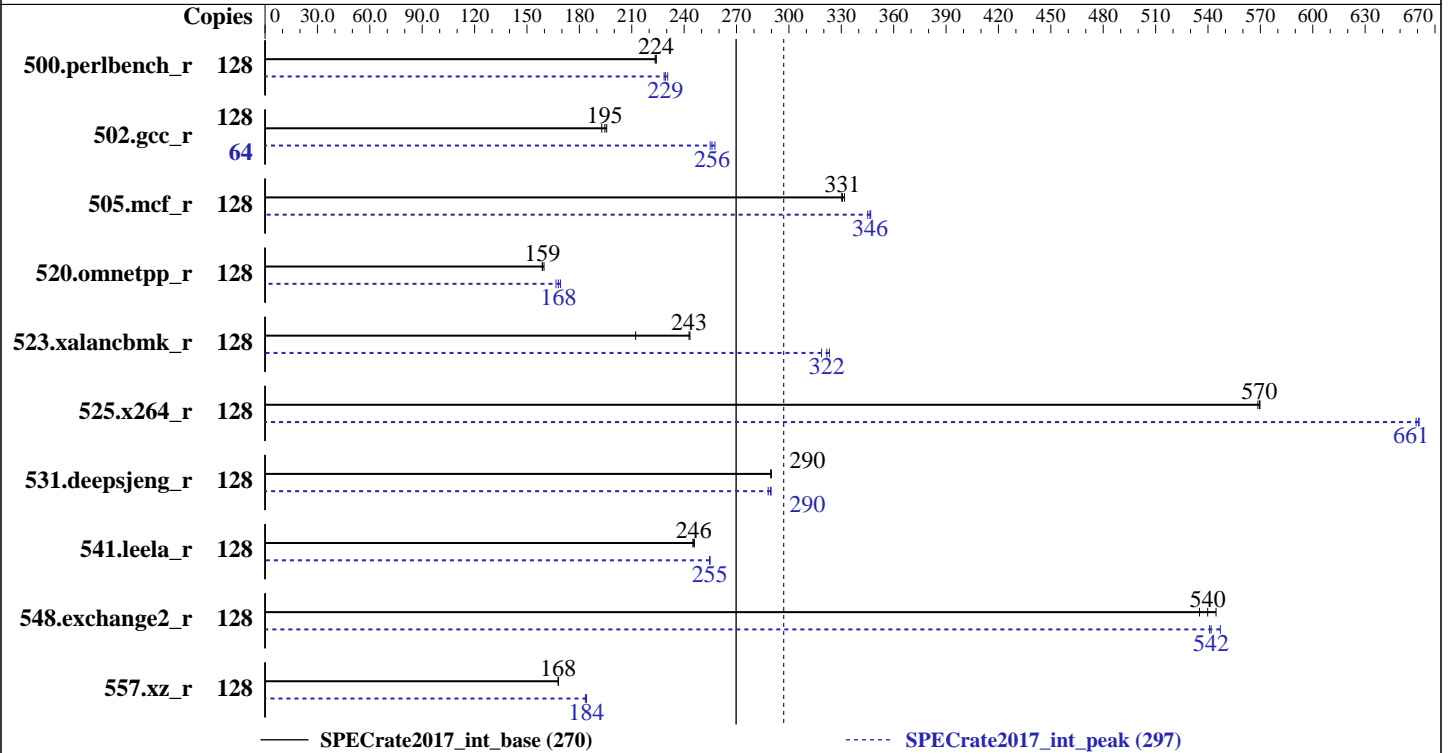 Copies 0 30.0 60.0 90.0 120 150 180 210 240 270 300 330 360 390 420 450 480 510 540 570 600 630 670
500.perlbench_r 128 224
229
502.gcc_r 128 195
64 256
505.mcf_r 128 331
346
520.omnetpp_r 128 159
168
523.xalancbmk_r 128 243
322
525.x264_r 128 570
661
531.deepsjeng_r 128 290
290
541.leela_r 128 246
255
548.exchange2_r 128 540
542
557.xz_r 128 168
184
SPECrate2017_int_base (270) SPECrate2017_int_peak (297)